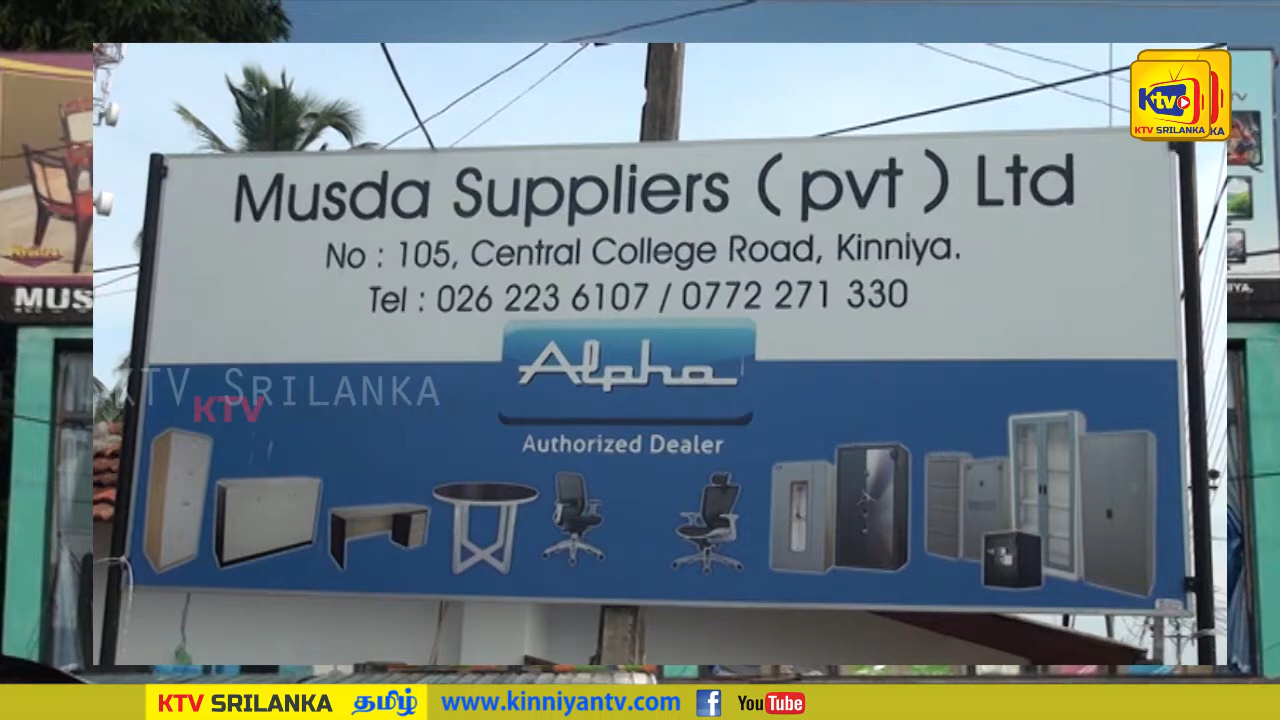 Ktv
KTV SRILANKA
Musda Suppliers ( pvt ) Ltd
No : 105, Central College Road, Kinniya.
Tel : 026 223 6107 / 0772 271 330
Alpha
Authorized Dealer
KTV SRILANKA
KTV
MUS
KTV SRILANKA தமிழ் www.kinniyantv.com f YouTube